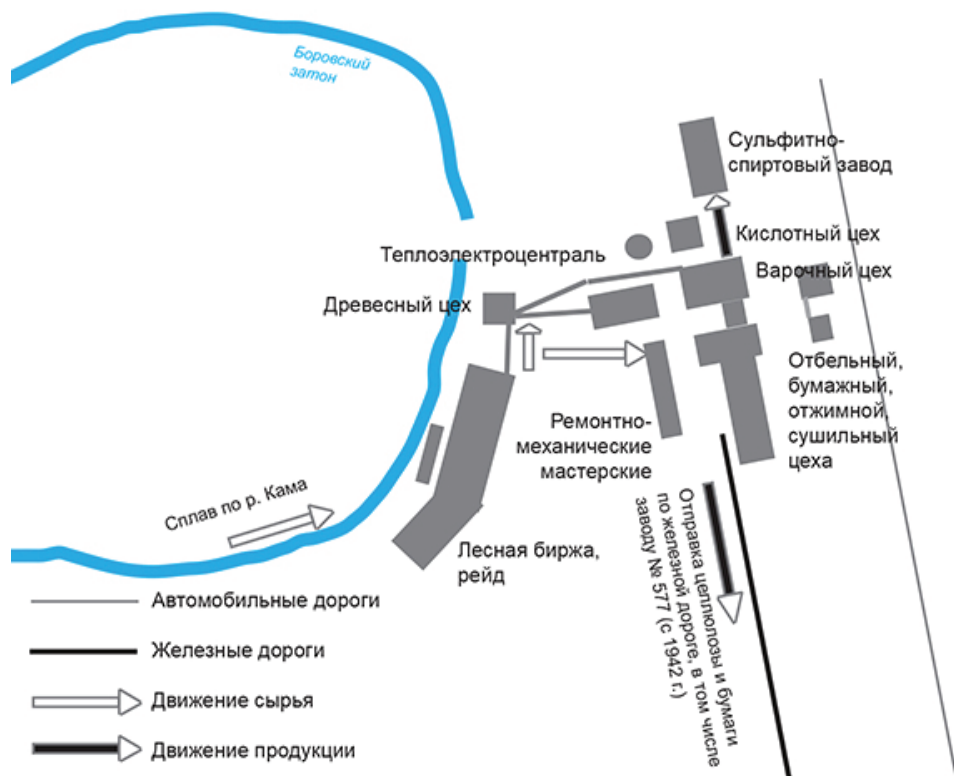 Боровский
затон
Сульфитно-
спиртовый завод
Кислотный цех
Теплоэлектроцентраль
Варочный цех
Древесный цех
Отбельный,
бумажный,
отжимной,
сушильный
цеха
Ремонтно-
механические
мастерские
Сплав по р. Кама
Лесная биржа,
рейд
Отправка цеплюлозы и бумаги
по железной дороге, в том числе
заводу № 577 (с 1942 г.)
Автомобильные дороги
Железные дороги
Движение сырья
Движение продукции